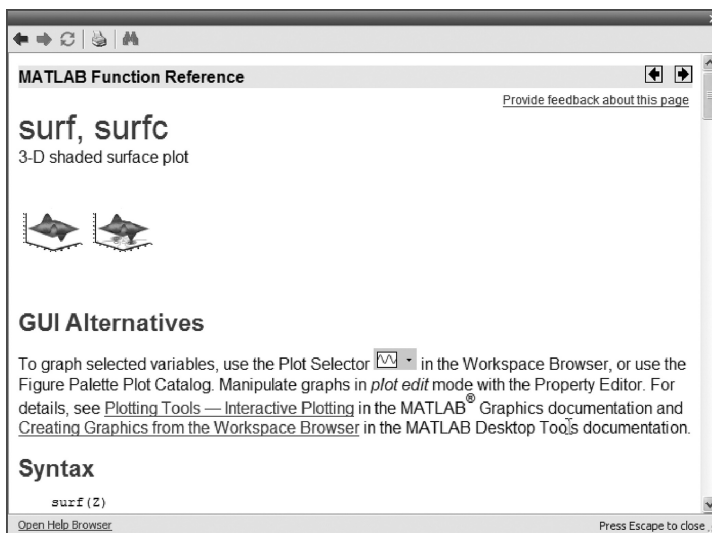 MATLAB Function Reference
Provide feedback about this page
surf, surfc
3-D shaded surface plot
GUI Alternatives
To graph selected variables, use the Plot Selector in the Workspace Browser, or use the
Figure Palette Plot Catalog. Manipulate graphs in plot edit mode with the Property Editor. For
details, see Plotting Tools — Interactive Plotting in the MATLAB® Graphics documentation and
Creating Graphics from the Workspace Browser in the MATLAB Desktop Tools documentation.
Syntax
surf(Z)
Open Help Browser
Press Escape to close